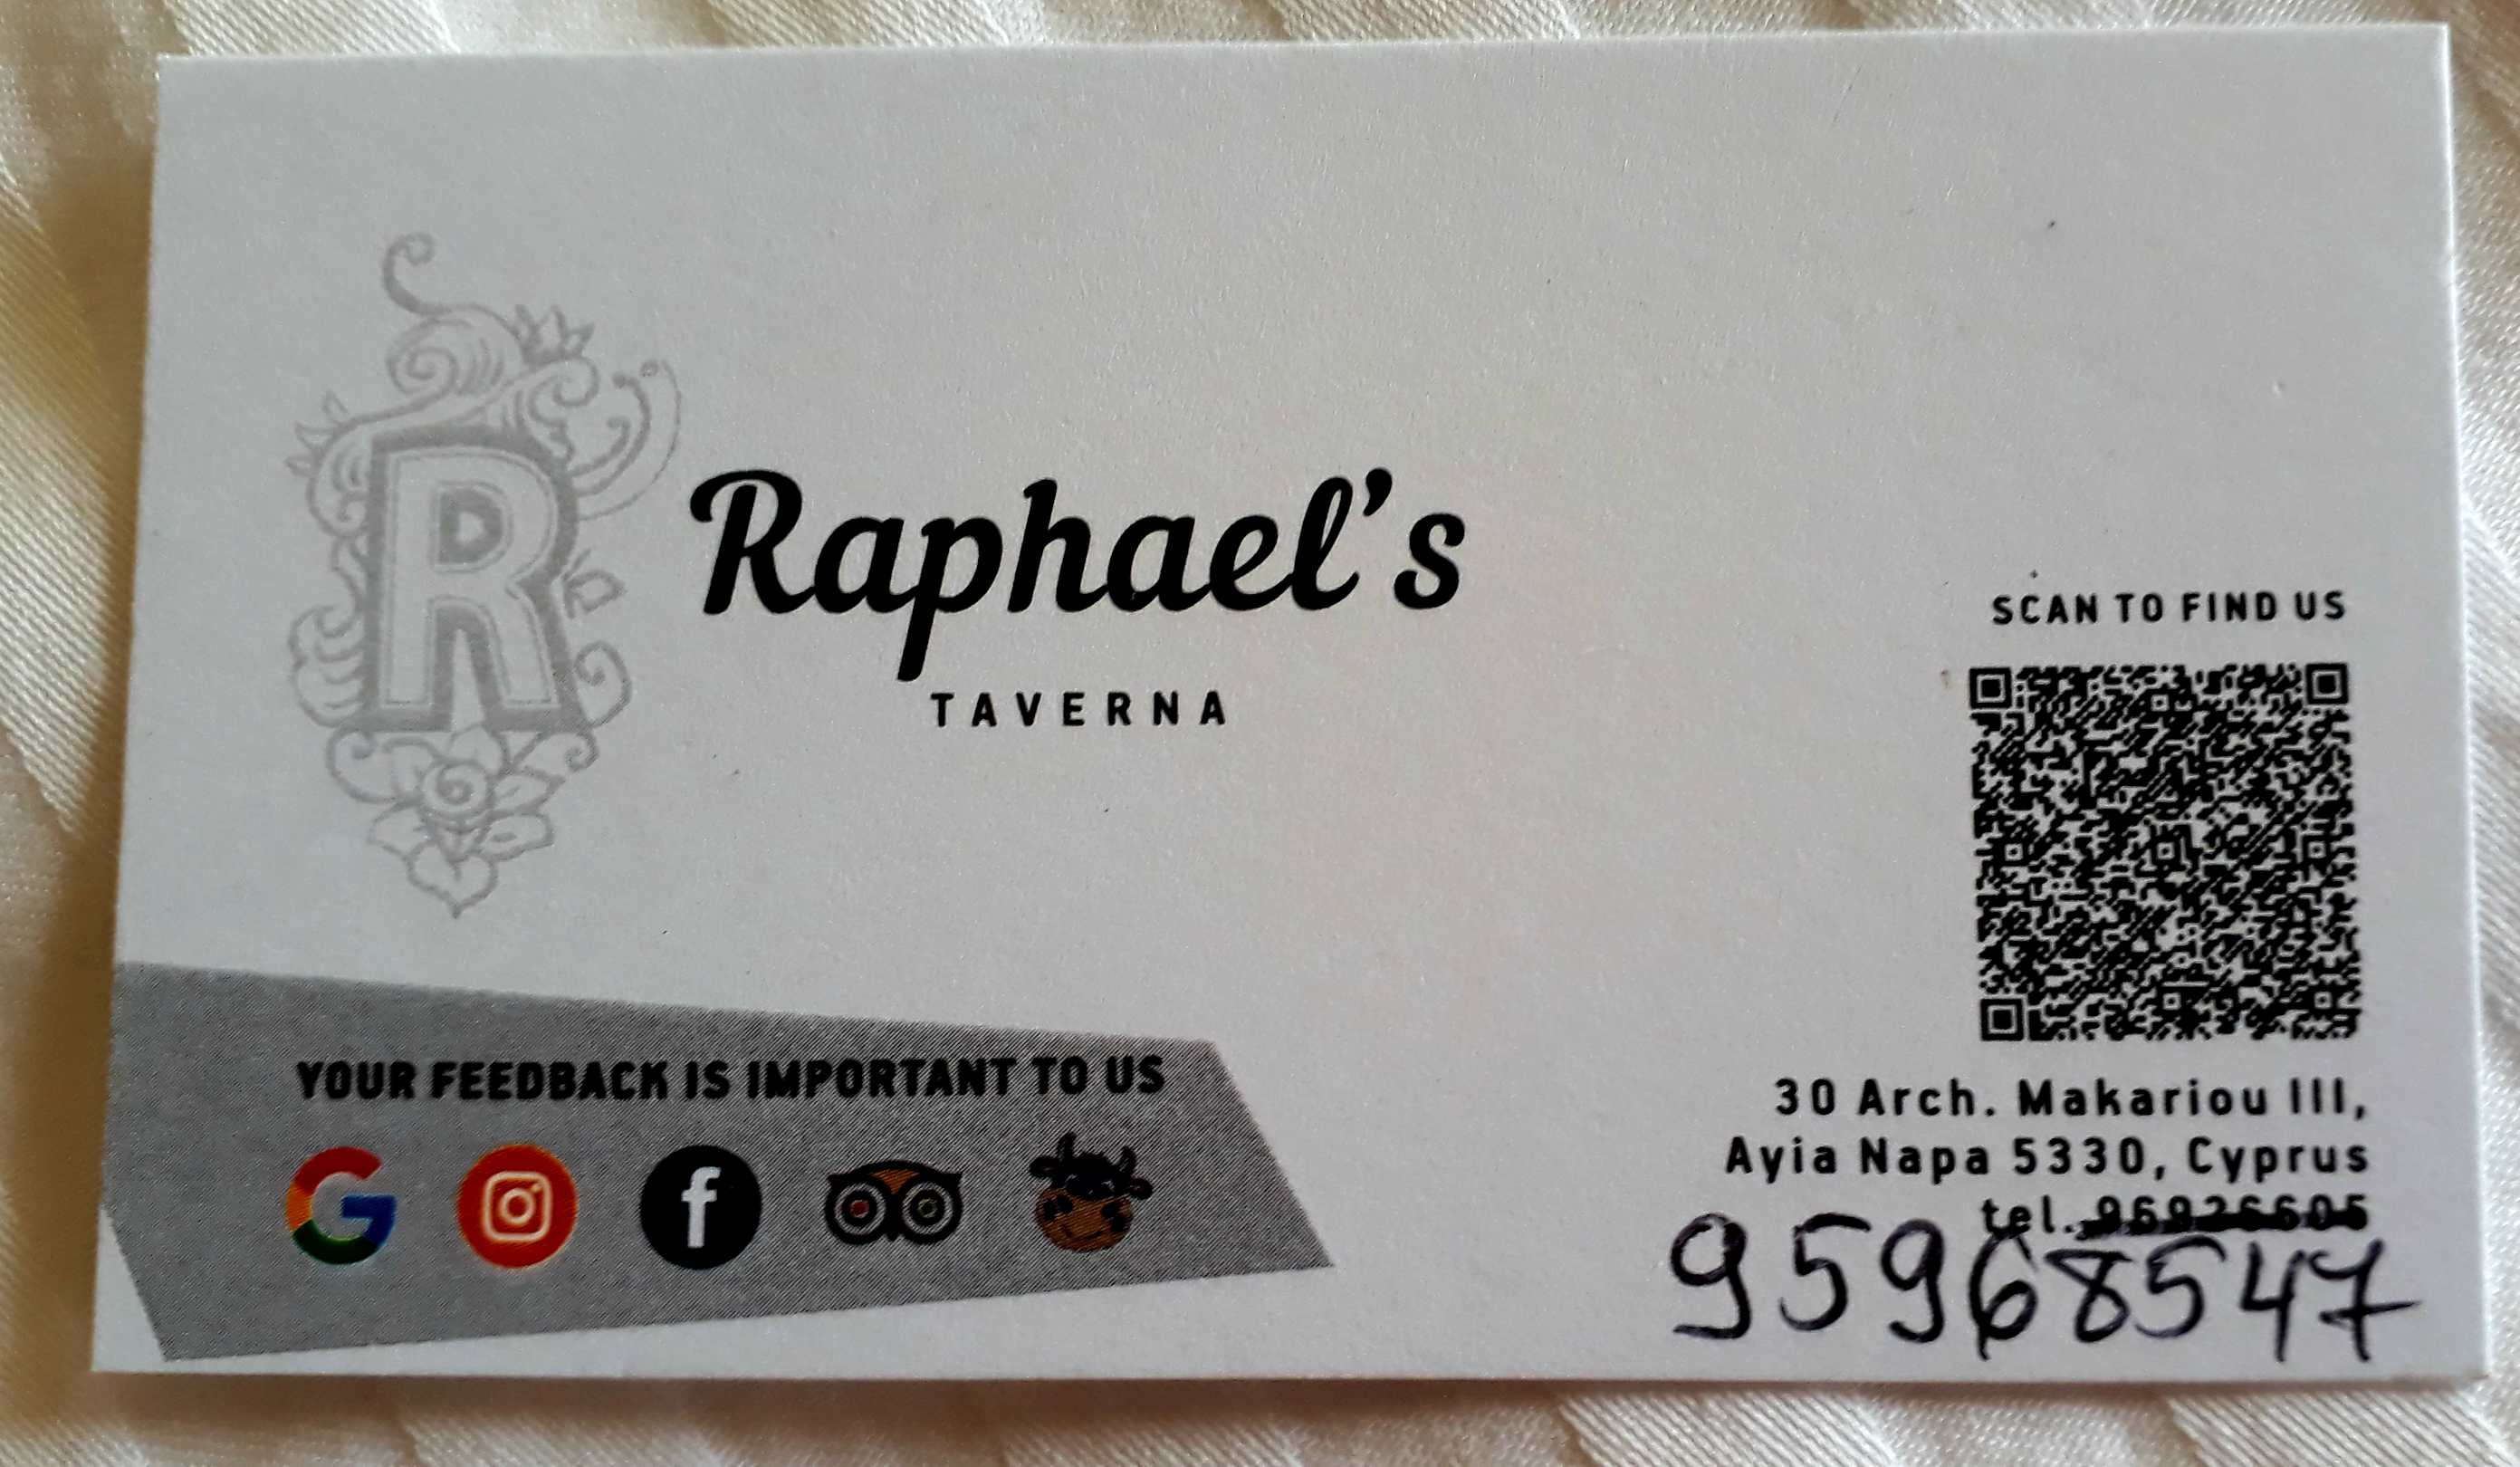 R
Raphael's
TAVERNA
SCAN TO FIND US
YOUR FEEDBACK IS IMPORTANT TO US
30 Arch. Makariou III,
Ayia Napa 5330, Cyprus
tel.
95968547